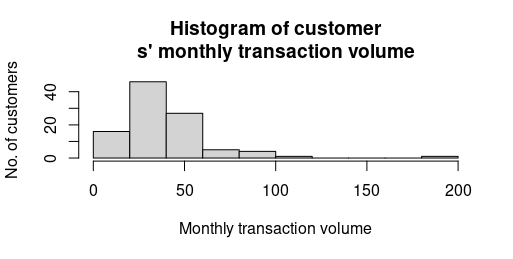 Histogram of customer
s' monthly transaction volume
No. of customers
0 20 40
0 50 100 150 200
Monthly transaction volume